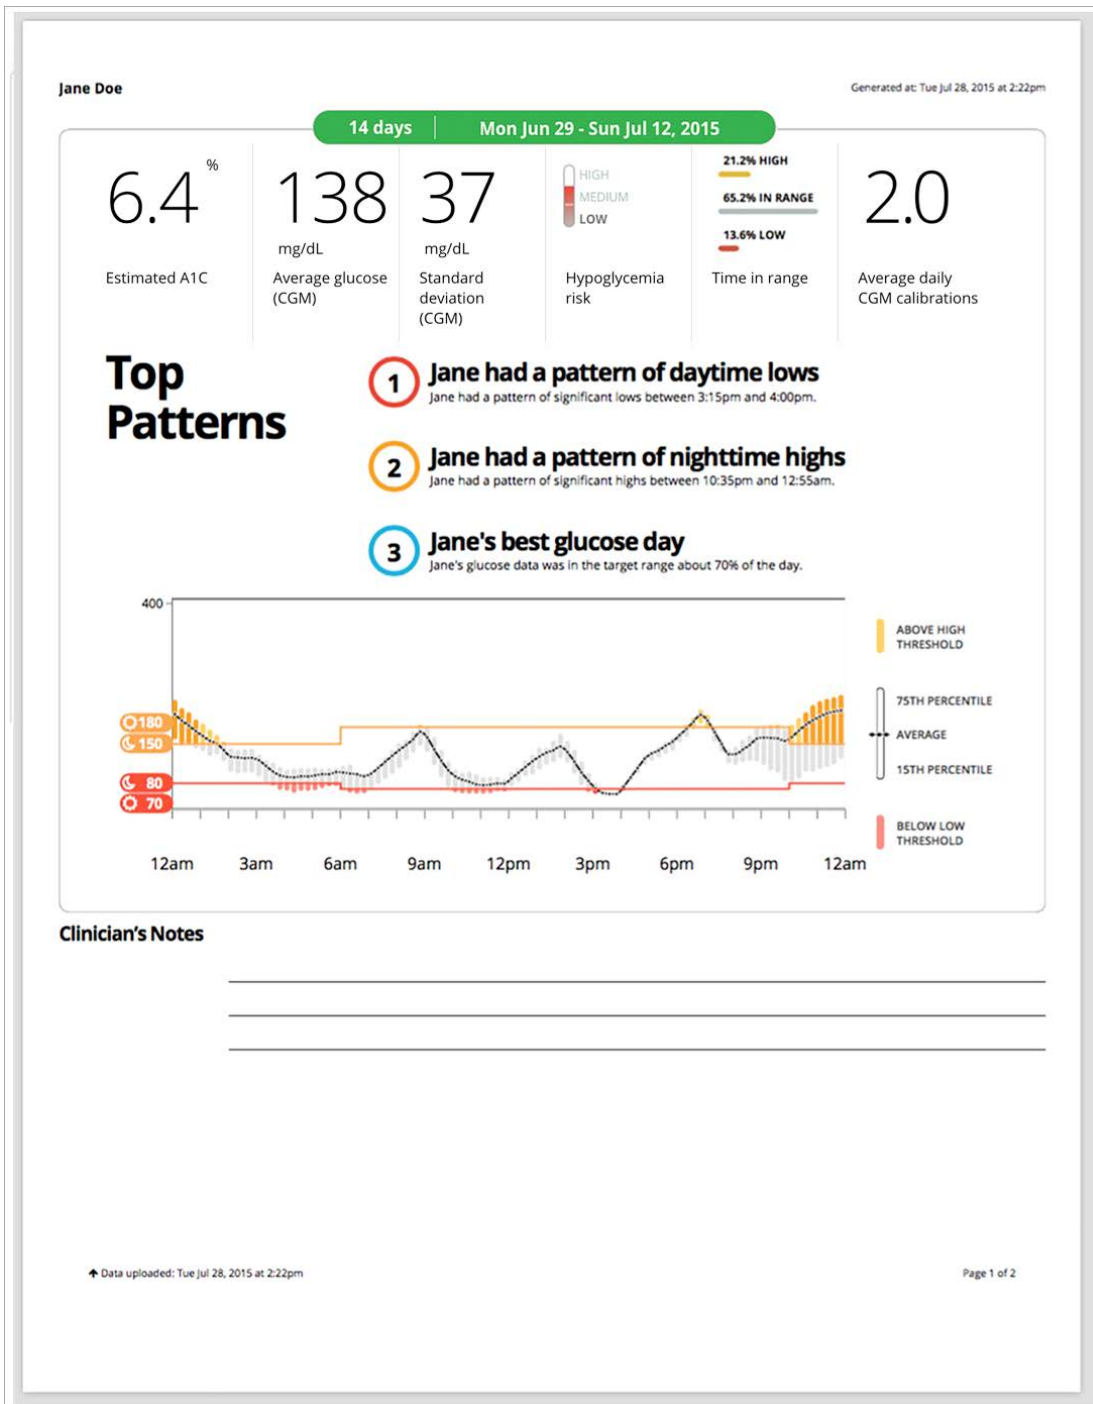 Jane Doe
Generated at: Tue Jul 28, 2015 at 2:22pm
14 days
Mon Jun 29 - Sun Jul 12, 2015
6.4 %
Estimated A1C
138
mg/dL
Average glucose
(CGM)
37
mg/dL
Standard
deviation
(CGM)
HIGH
MEDIUM
LOW
Hypoglycemia
risk
21.2% HIGH
65.2% IN RANGE
13.6% LOW
Time in range
2.0
Average daily
CGM calibrations
Top
Patterns
1
Jane had a pattern of daytime lows
Jane had a pattern of significant lows between 3:15pm and 4:00pm.
2
Jane had a pattern of nighttime highs
Jane had a pattern of significant highs between 10:35pm and 12:55am.
3
Jane's best glucose day
Jane's glucose data was in the target range about 70% of the day.
400
180
150
80
70
12am 3am 6am 9am 12pm 3pm 6pm 9pm 12am
ABOVE HIGH
THRESHOLD
75TH PERCENTILE
AVERAGE
15TH PERCENTILE
BELOW LOW
THRESHOLD
Clinician's Notes
Data uploaded: Tue Jul 28, 2015 at 2:22pm
Page 1 of 2